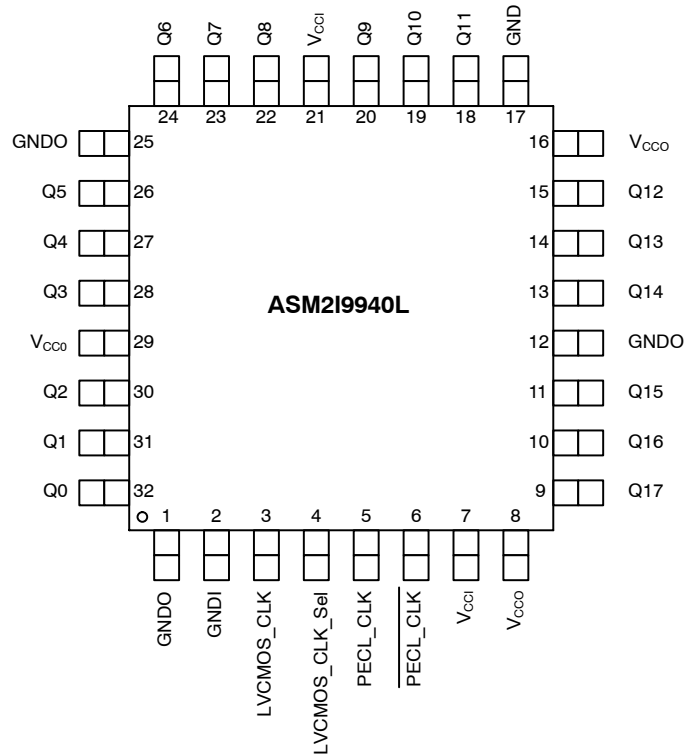 Q6 Q7 Q8 VCCI Q9 Q10 Q11 GND
24 23 22 21 20 19 18 17
GNDO 25 16 VCCO
Q5 26 15 Q12
Q4 27 14 Q13
Q3 28 13 Q14
ASM2I9940L
VCC0 29 12 GNDO
Q2 30 11 Q15
Q1 31 10 Q16
Q0 32 9 Q17
1 2 3 4 5 6 7 8
GNDO GNDI LVCMOS_CLK LVCMOS_CLK_Sel PECL_CLK PECL_CLK VCCI VCCO